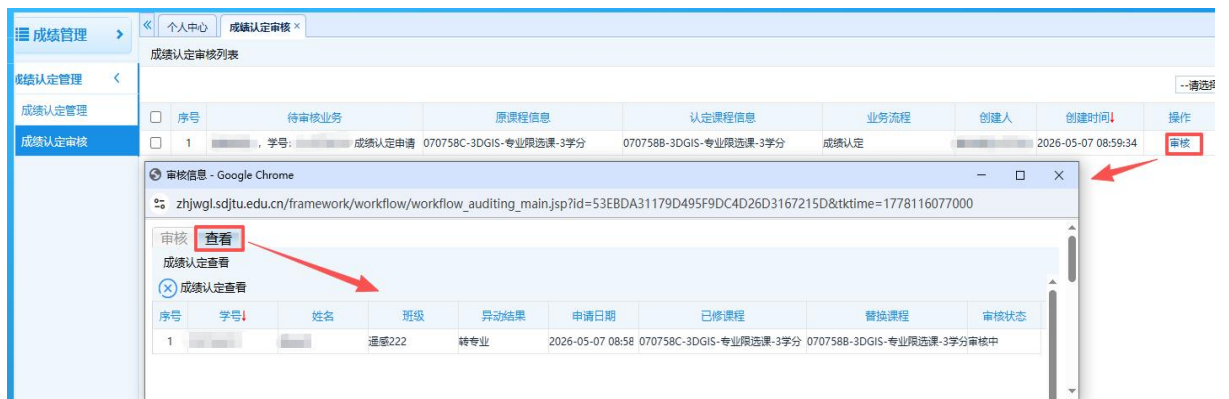 成绩管理
个人中心 成绩认定审核 ×
成绩认定审核列表
成绩认定管理
--请选择
成绩认定管理
序号 待审核业务 原课程信息 认定课程信息 业务流程 创建人 创建时间 操作
成绩认定审核
1 , 学号: 成绩认定申请 070758C-3DGIS-专业限选课-3学分 070758B-3DGIS-专业限选课-3学分 成绩认定 2026-05-07 08:59:34 审核
审核信息 - Google Chrome
zhjwgl.sdjtu.edu.cn/framework/workflow/workflow_auditing_main.jsp?id=53EBDA31179D495F9DC4D26D3167215D&tktime=1778116077000
审核 查看
成绩认定查看
成绩认定查看
序号 学号 姓名 班级 异动结果 申请日期 已修课程 替换课程 审核状态
1 遥感222 转专业 2026-05-07 08:58 070758C-3DGIS-专业限选课-3学分 070758B-3DGIS-专业限选课-3学分 审核中